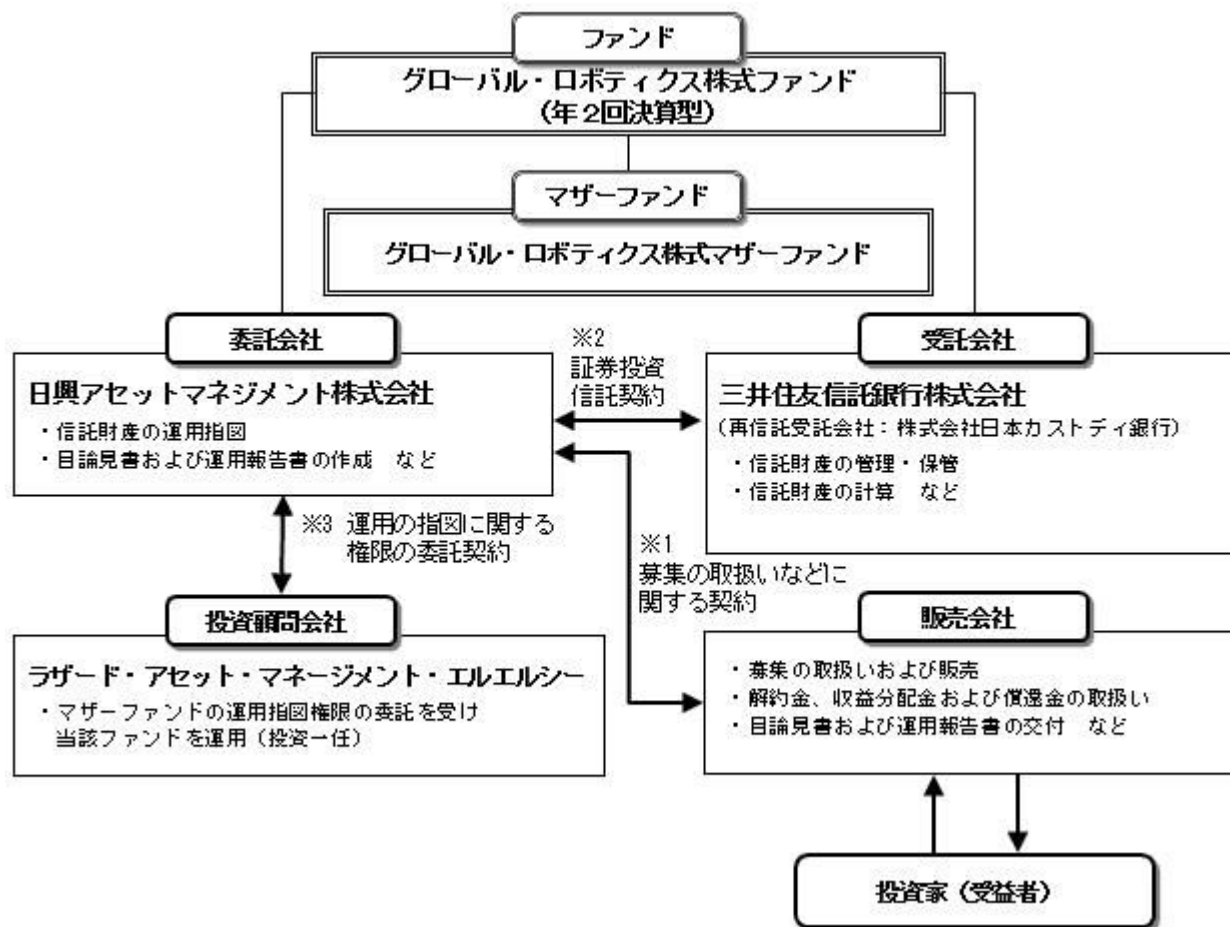 ファンド
グローバル・ロボティクス株式ファンド
(年2回決算型)
マザーファンド
グローバル・ロボティクス株式マザーファンド
委託会社
日興アセットマネジメント株式会社
・信託財産の運用指図
・目論見書および運用報告書の作成 など
※2
証券投資
信託契約
受託会社
三井住友信託銀行株式会社
(再信託受託会社：株式会社日本カストディ銀行)
・信託財産の管理・保管
・信託財産の計算 など
※3 運用の指図に関する
権限の委託契約
※1
募集の取扱いなどに
関する契約
投資顧問会社
ラザード・アセット・マネージメント・エルエルシー
・マザーファンドの運用指図権限の委託を受け
当該ファンドを運用（投資一任）
販売会社
・募集の取扱いおよび販売
・解約金、収益分配金および償還金の取扱い
・目論見書および運用報告書の交付 など
投資家（受益者）